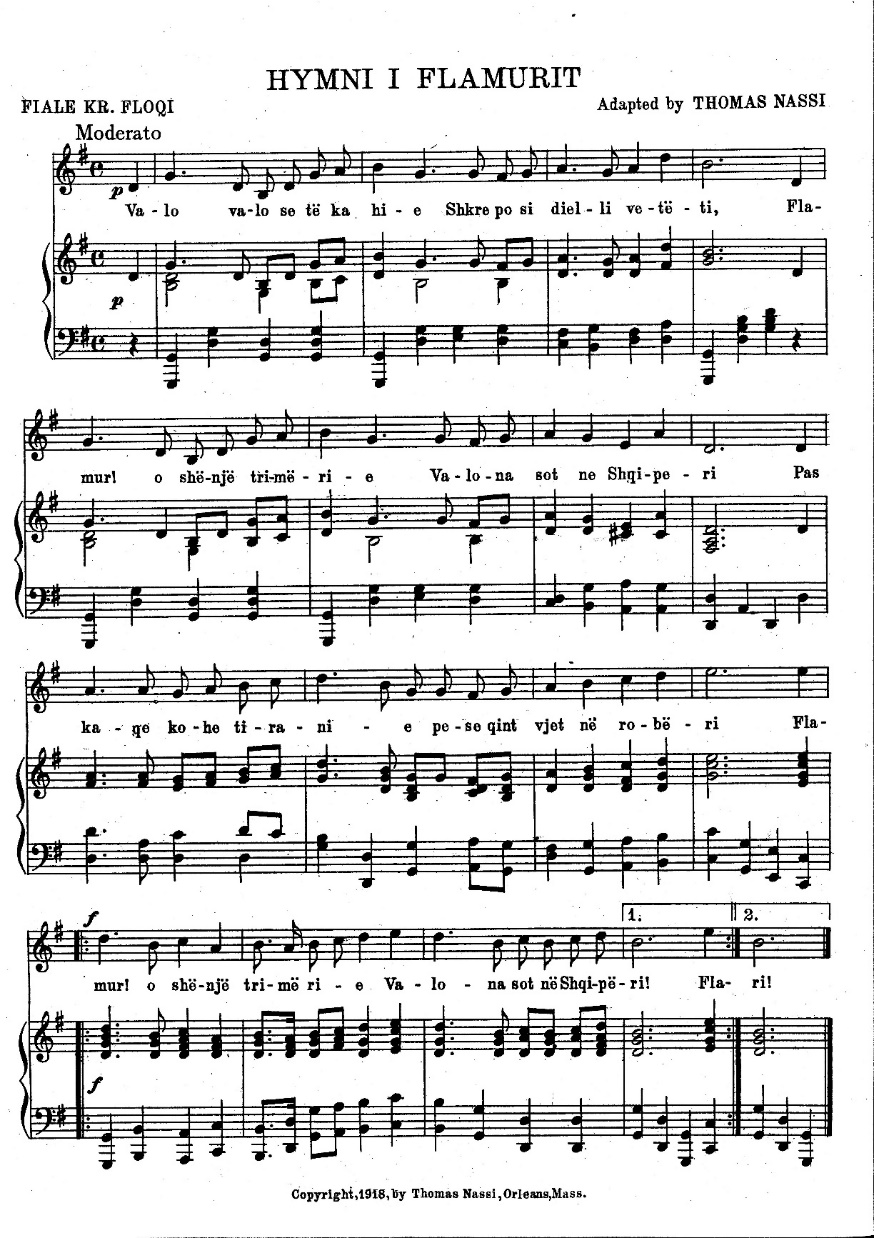 HYMNI I FLAMURIT
FIALE KR. FLOQI
Adapted by THOMAS NASSI
Moderato
p
Va - lo va - lo se të ka hi - e Shkre po si diel - li ve - të - ti, Fla-
p
mur! o shë-një tri-më - ri - e Va - lo - na sot ne Shqi - pe - ri Pas
ka - qe ko - he ti - ra - ni - e pe - se qint vjet në ro - bë - ri Fla-
f
1. 2.
mur! o shë-një tri-më ri - e Va - lo - na sot në Shqi-pë - ri! Fla- ri!
f
Copyright,1918, by Thomas Nassi, Orleans, Mass.